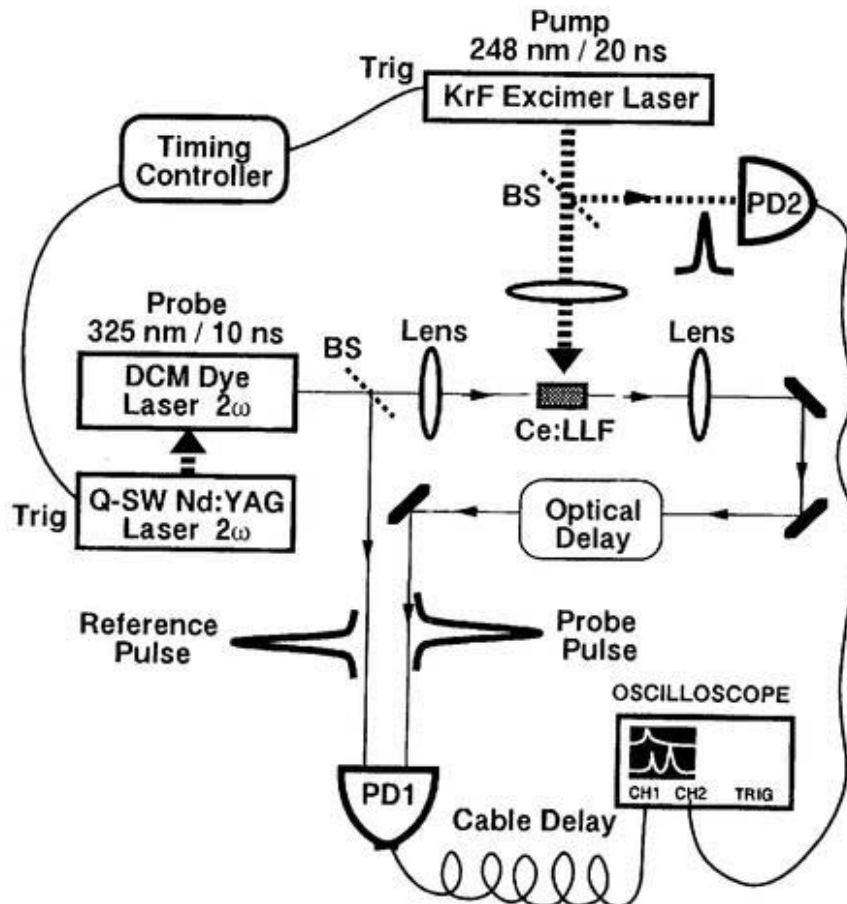 Pump
248 nm / 20 ns
Trig
KrF Excimer Laser
Timing
Controller
BS
PD2
Probe
325 nm / 10 ns
BS
Lens
Lens
DCM Dye
Laser 2ω
Ce:LLF
Trig
Q-SW Nd:YAG
Laser 2ω
Optical
Delay
Reference
Pulse
Probe
Pulse
OSCILLOSCOPE
CH1 CH2 TRIG
PD1
Cable Delay